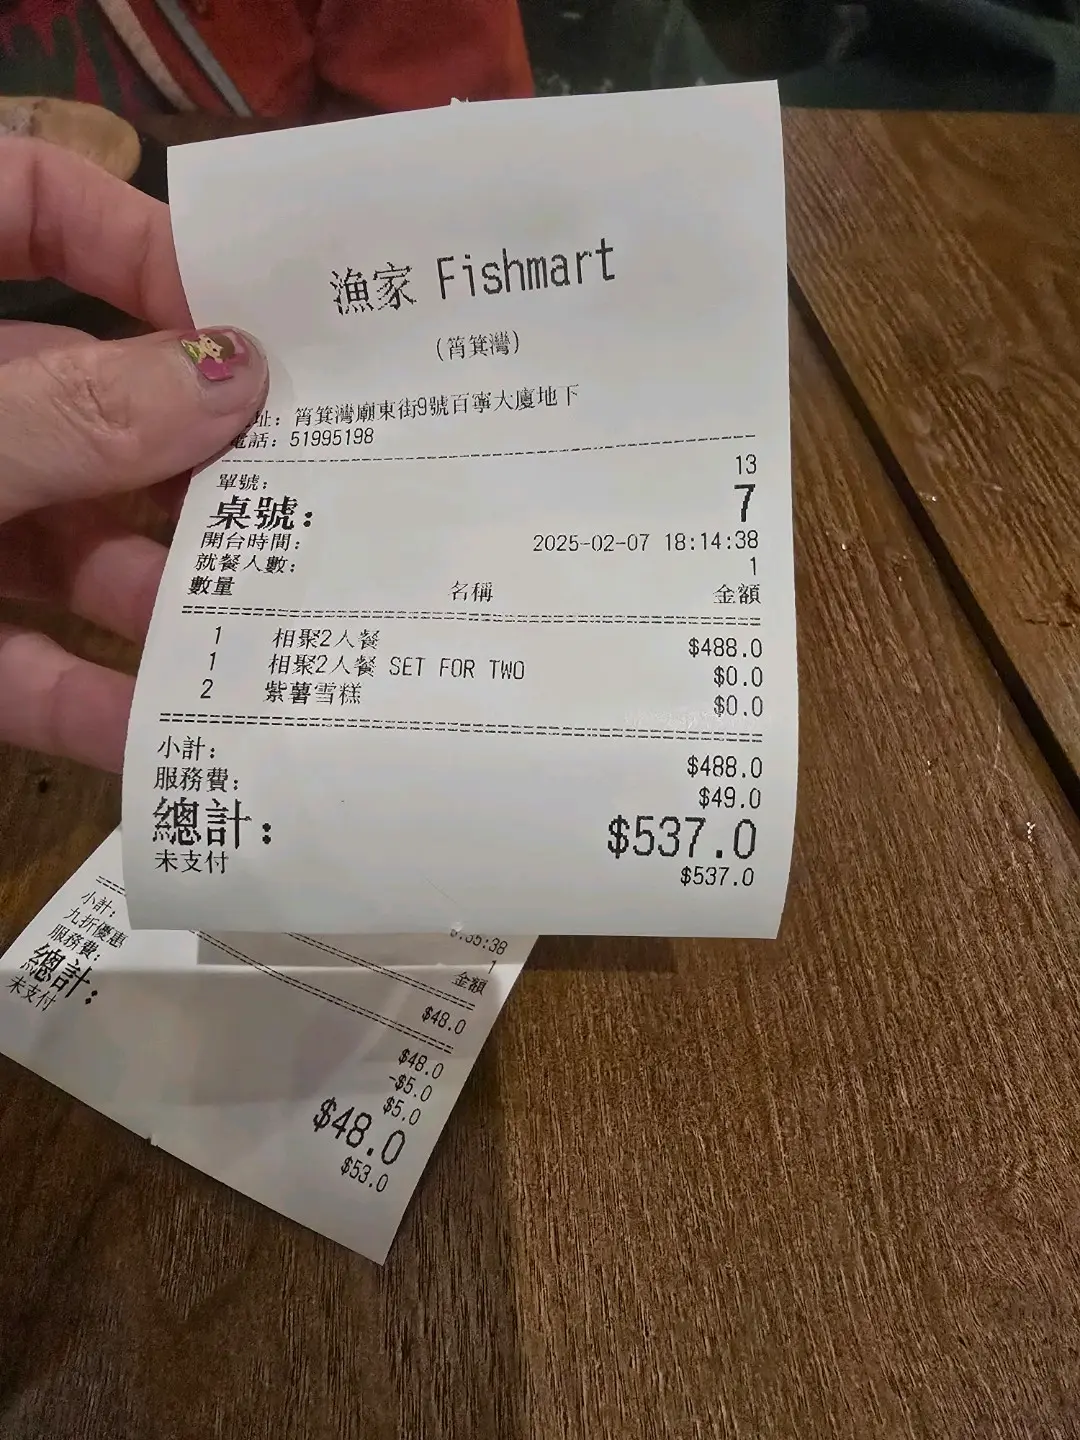 漁家 Fishmart
(筲箕灣)
址: 筲箕灣廟東街9號百寧大廈地下
電話: 51995198
單號: 13
桌號: 7
開台時間: 2025-02-07 18:14:38
就餐人數: 1
數量 名稱 金額
1 相聚2人餐 $488.0
1 相聚2人餐 SET FOR TWO $0.0
2 紫薯雪糕 $0.0
小計: $488.0
服務費: $49.0
總計: $537.0
未支付 $537.0
:35:38
1
金額
$48.0
小計: $48.0
九折優惠 -$5.0
服務費: $5.0
總計: $48.0
未支付 $53.0